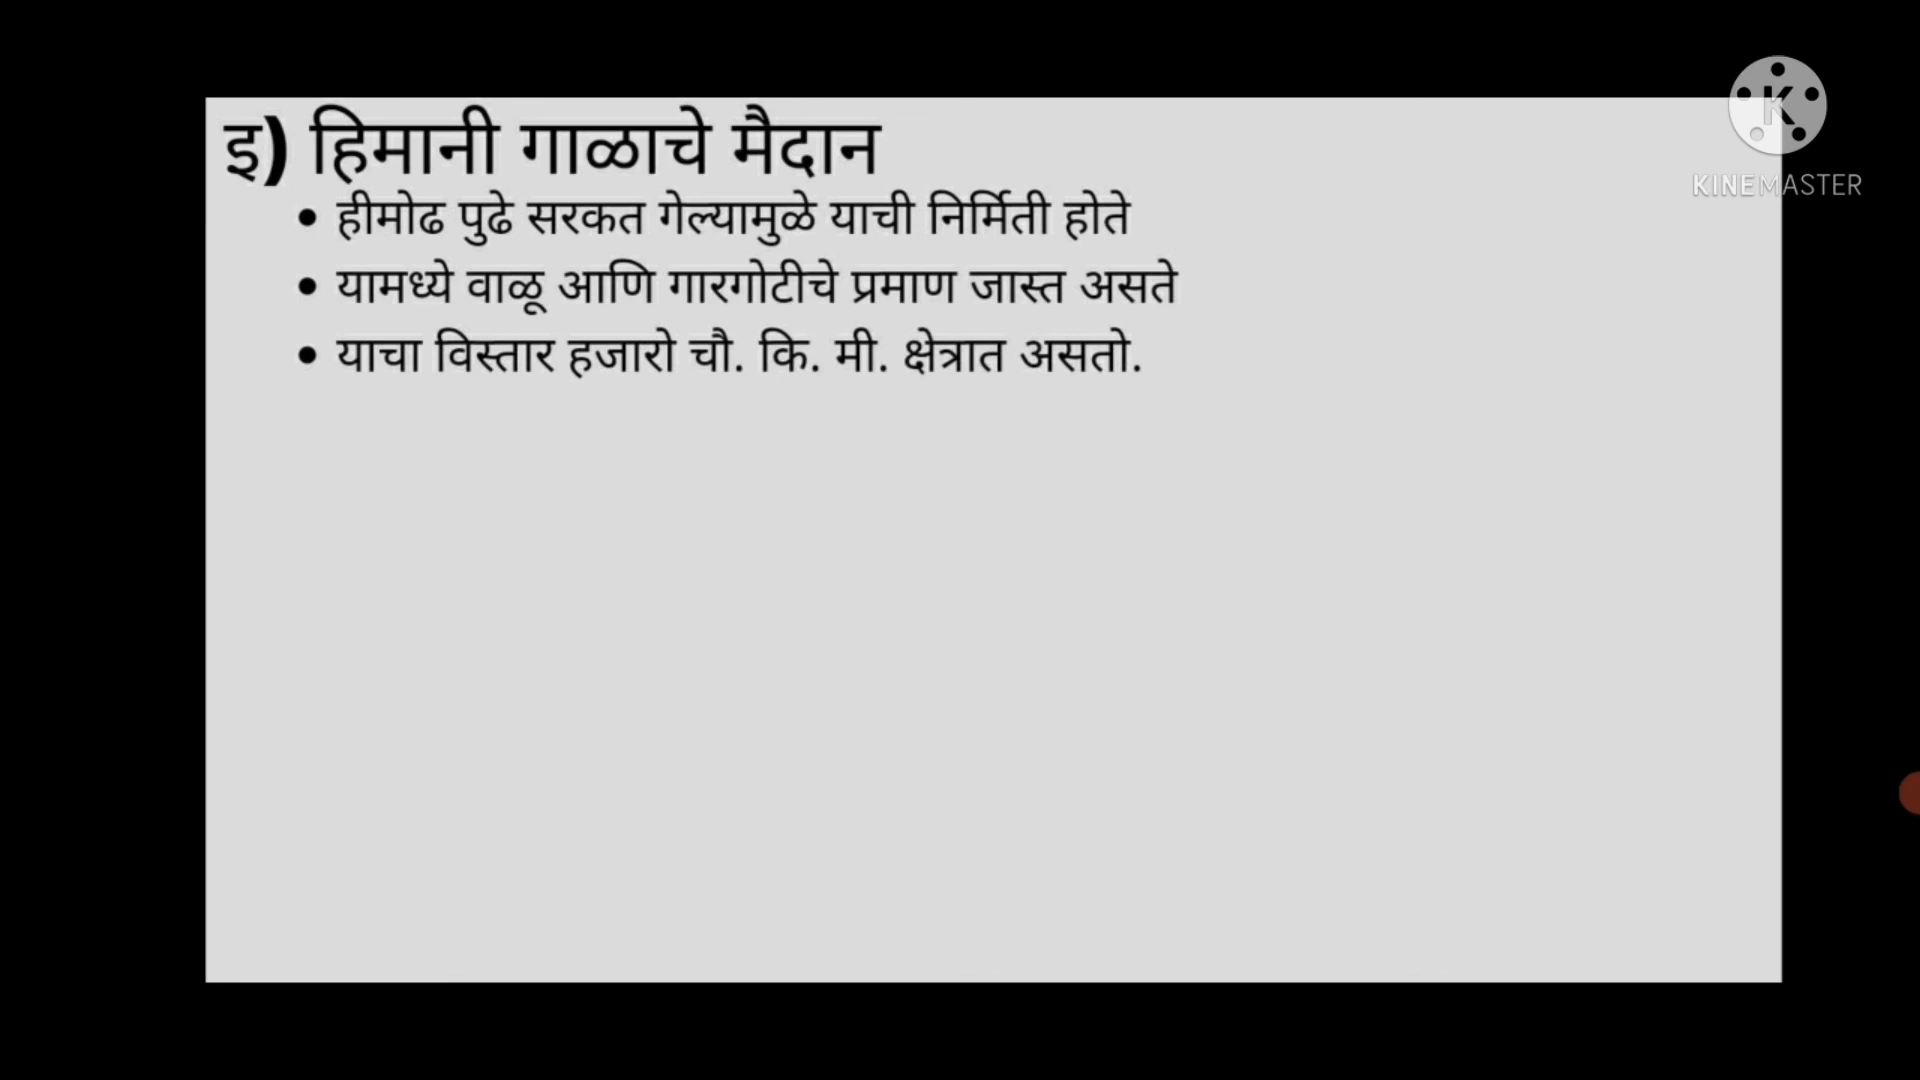 इ) हिमानी गाळाचे मैदान
• हीमोढ पुढे सरकत गेल्यामुळे याची निर्मिती होते
• यामध्ये वाळू आणि गारगोटीचे प्रमाण जास्त असते
• याचा विस्तार हजारो चौ. कि. मी. क्षेत्रात असतो.
K
KINEMASTER